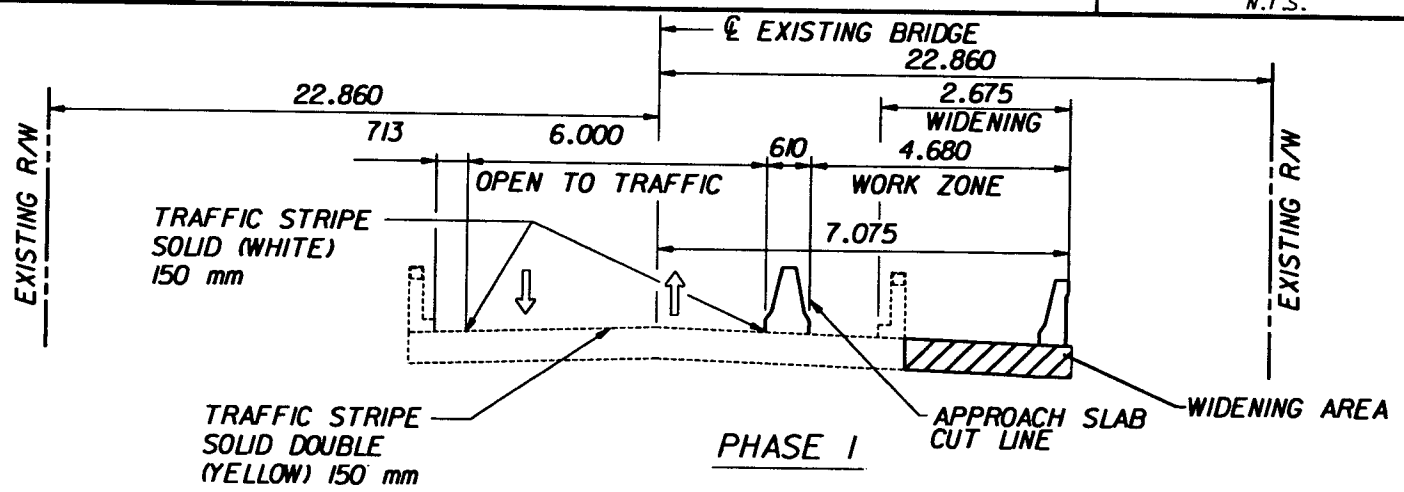 N.T.S.
℄ EXISTING BRIDGE
22.860
22.860
2.675
WIDENING
713
6.000
610
4.680
OPEN TO TRAFFIC
WORK ZONE
7.075
EXISTING R/W
EXISTING R/W
TRAFFIC STRIPE
SOLID (WHITE)
150 mm
TRAFFIC STRIPE
SOLID DOUBLE
(YELLOW) 150 mm
PHASE 1
APPROACH SLAB
CUT LINE
WIDENING AREA